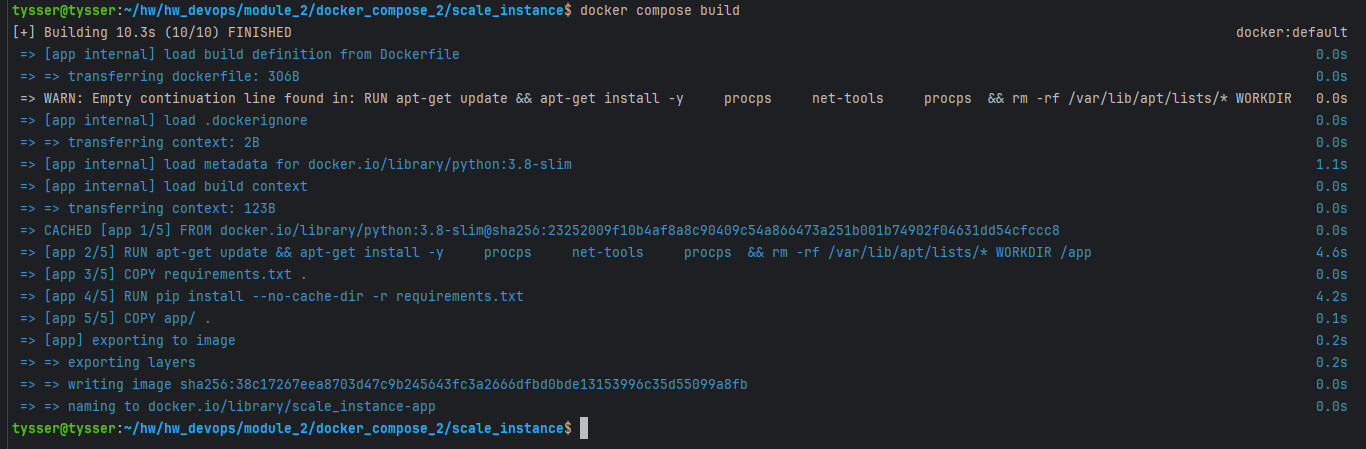 tysser@tysser:~/hw/hw_devops/module_2/docker_compose_2/scale_instance$ docker compose build
[+] Building 10.3s (10/10) FINISHED docker:default
=> [app internal] load build definition from Dockerfile 0.0s
=> => transferring dockerfile: 306B 0.0s
=> WARN: Empty continuation line found in: RUN apt-get update && apt-get install -y     procps     net-tools     procps  && rm -rf /var/lib/apt/lists/* WORKDIR 0.0s
=> [app internal] load .dockerignore 0.0s
=> => transferring context: 2B 0.0s
=> [app internal] load metadata for docker.io/library/python:3.8-slim 1.1s
=> [app internal] load build context 0.0s
=> => transferring context: 123B 0.0s
=> CACHED [app 1/5] FROM docker.io/library/python:3.8-slim@sha256:23252009f10b4af8a8c90409c54a866473a251b001b74902f04631dd54cfccc8 0.0s
=> [app 2/5] RUN apt-get update && apt-get install -y     procps     net-tools     procps  && rm -rf /var/lib/apt/lists/* WORKDIR /app 4.6s
=> [app 3/5] COPY requirements.txt . 0.0s
=> [app 4/5] RUN pip install --no-cache-dir -r requirements.txt 4.2s
=> [app 5/5] COPY app/ . 0.1s
=> [app] exporting to image 0.2s
=> => exporting layers 0.2s
=> => writing image sha256:38c17267eea8703d47c9b245643fc3a2666dfbd0bde13153996c35d55099a8fb 0.0s
=> => naming to docker.io/library/scale_instance-app 0.0s
tysser@tysser:~/hw/hw_devops/module_2/docker_compose_2/scale_instance$